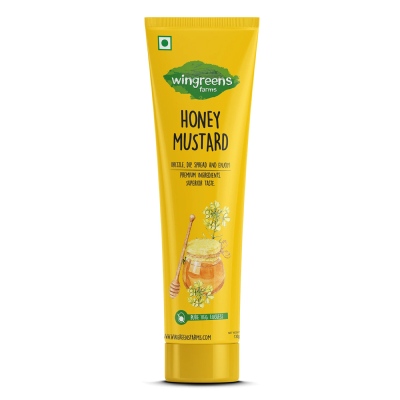 wingreens
farms
HONEY
MUSTARD
DRIZZLE, DIP, SPREAD AND ENJOY!
PREMIUM INGREDIENTS,
SUPERIOR TASTE
WWW.WINGREENSFARMS.COM